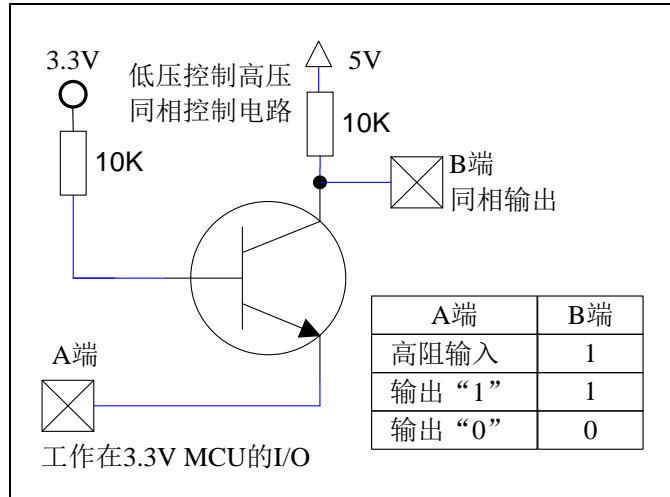 3.3V
低压控制高压
同相控制电路
5V
10K
10K
B端
同相输出
A端
工作在3.3V MCU的I/O
A端 B端
高阻输入 1
输出“1” 1
输出“0” 0